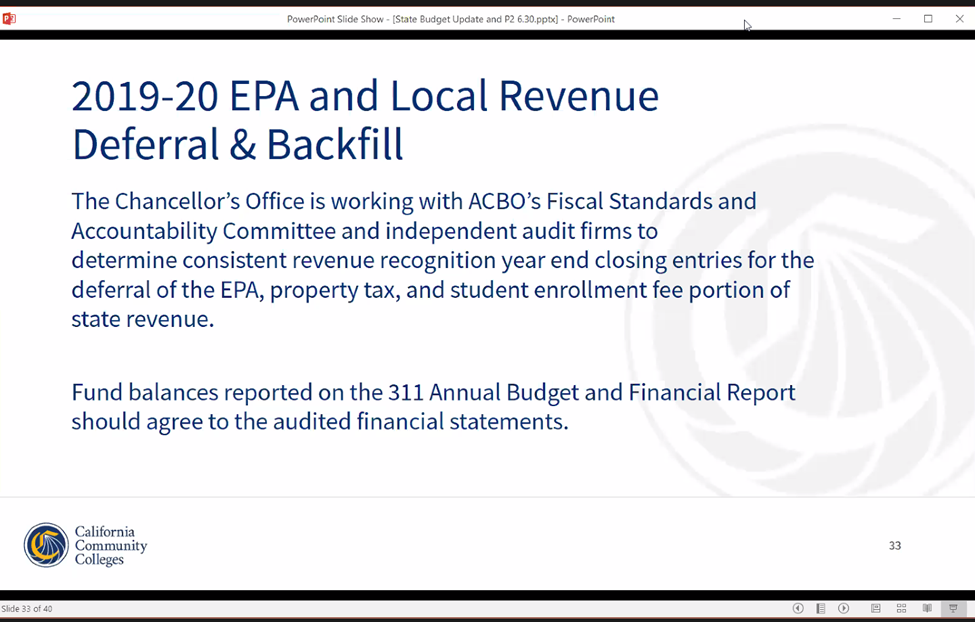 PowerPoint Slide Show - [State Budget Update and P2 6.30.pptx] - PowerPoint
2019-20 EPA and Local Revenue
Deferral & Backfill
The Chancellor's Office is working with ACBO's Fiscal Standards and
Accountability Committee and independent audit firms to
determine consistent revenue recognition year end closing entries for the
deferral of the EPA, property tax, and student enrollment fee portion of
state revenue.
Fund balances reported on the 311 Annual Budget and Financial Report
should agree to the audited financial statements.
California
Community
Colleges
33
Slide 33 of 40